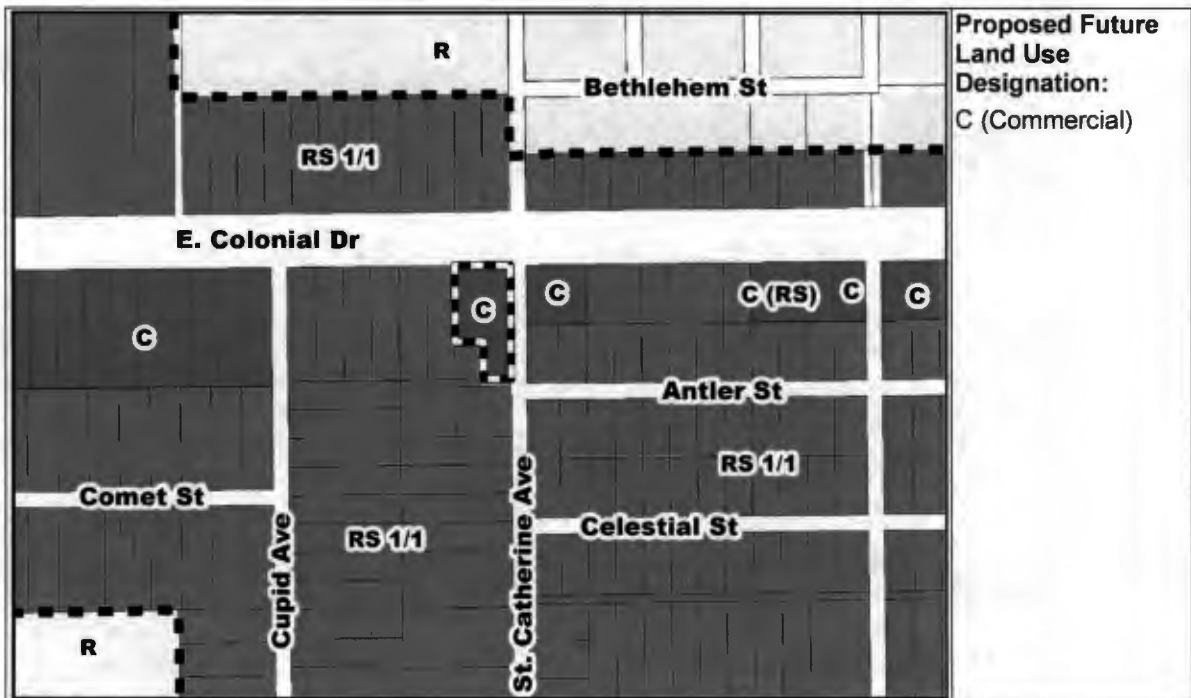 Proposed Future
Land Use
Designation:
C (Commercial)
R
Bethlehem St
RS 1/1
E. Colonial Dr
C
C
C
C (RS)
C
C
Antler St
RS 1/1
Comet St
Celestial St
RS 1/1
Cupid Ave
St. Catherine Ave
R